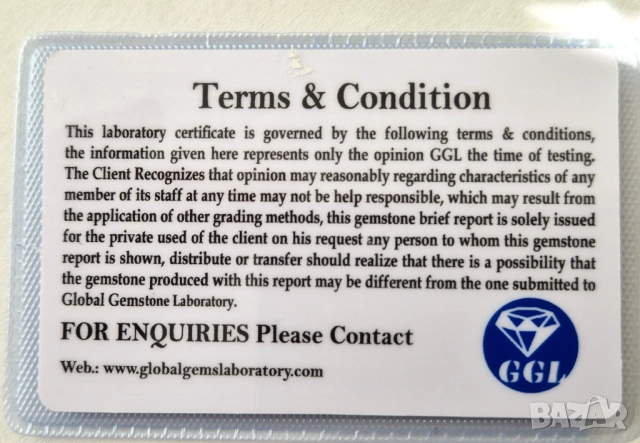 Terms & Condition
This laboratory certificate is governed by the following terms & conditions,
the information given here represents only the opinion GGL the time of testing.
The Client Recognizes that opinion may reasonably regarding characteristics of any
member of its staff at any time may not be help responsible, which may result from
the application of other grading methods, this gemstone brief report is solely issued
for the private used of the client on his request any person to whom this gemstone
report is shown, distribute or transfer should realize that there is a possibility that
the gemstone produced with this report may be different from the one submitted to
Global Gemstone Laboratory.
FOR ENQUIRIES Please Contact
Web.: www.globalgemslaboratory.com
GGL
BAZAR